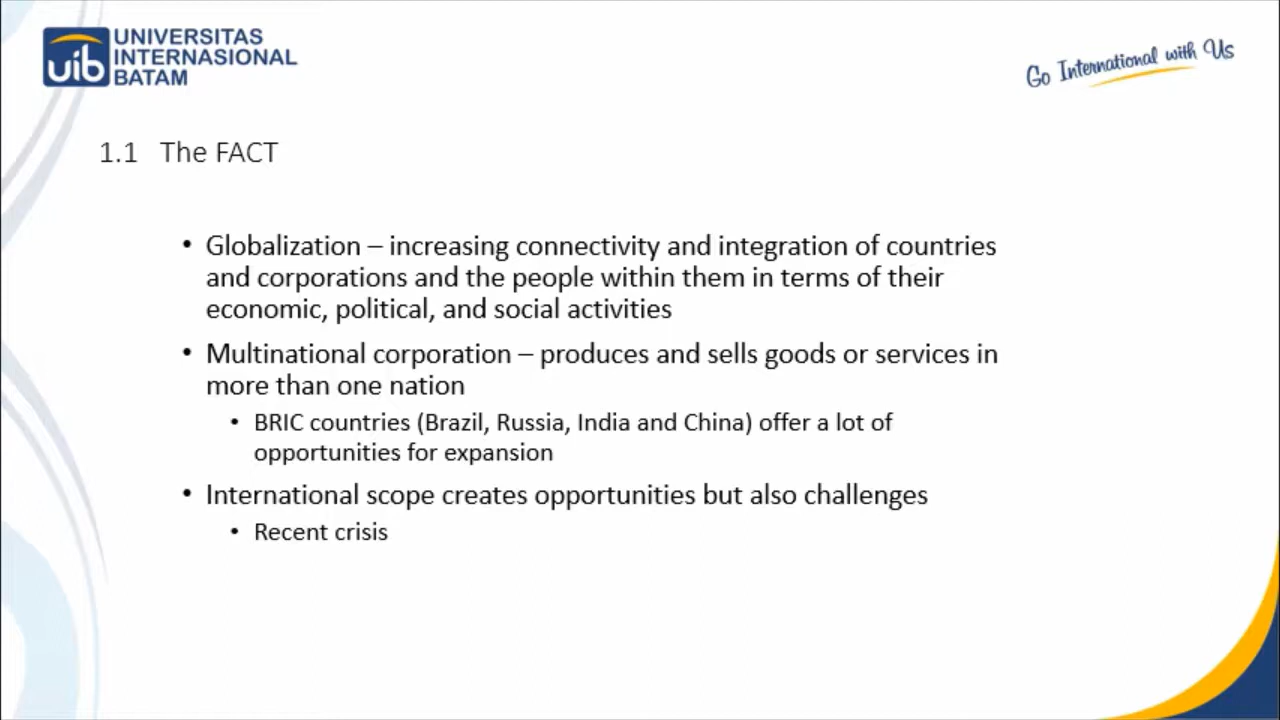 UNIVERSITAS
INTERNASIONAL
BATAM
uib
Go International with Us
1.1 The FACT
• Globalization – increasing connectivity and integration of countries
and corporations and the people within them in terms of their
economic, political, and social activities
• Multinational corporation – produces and sells goods or services in
more than one nation
• BRIC countries (Brazil, Russia, India and China) offer a lot of
opportunities for expansion
• International scope creates opportunities but also challenges
• Recent crisis